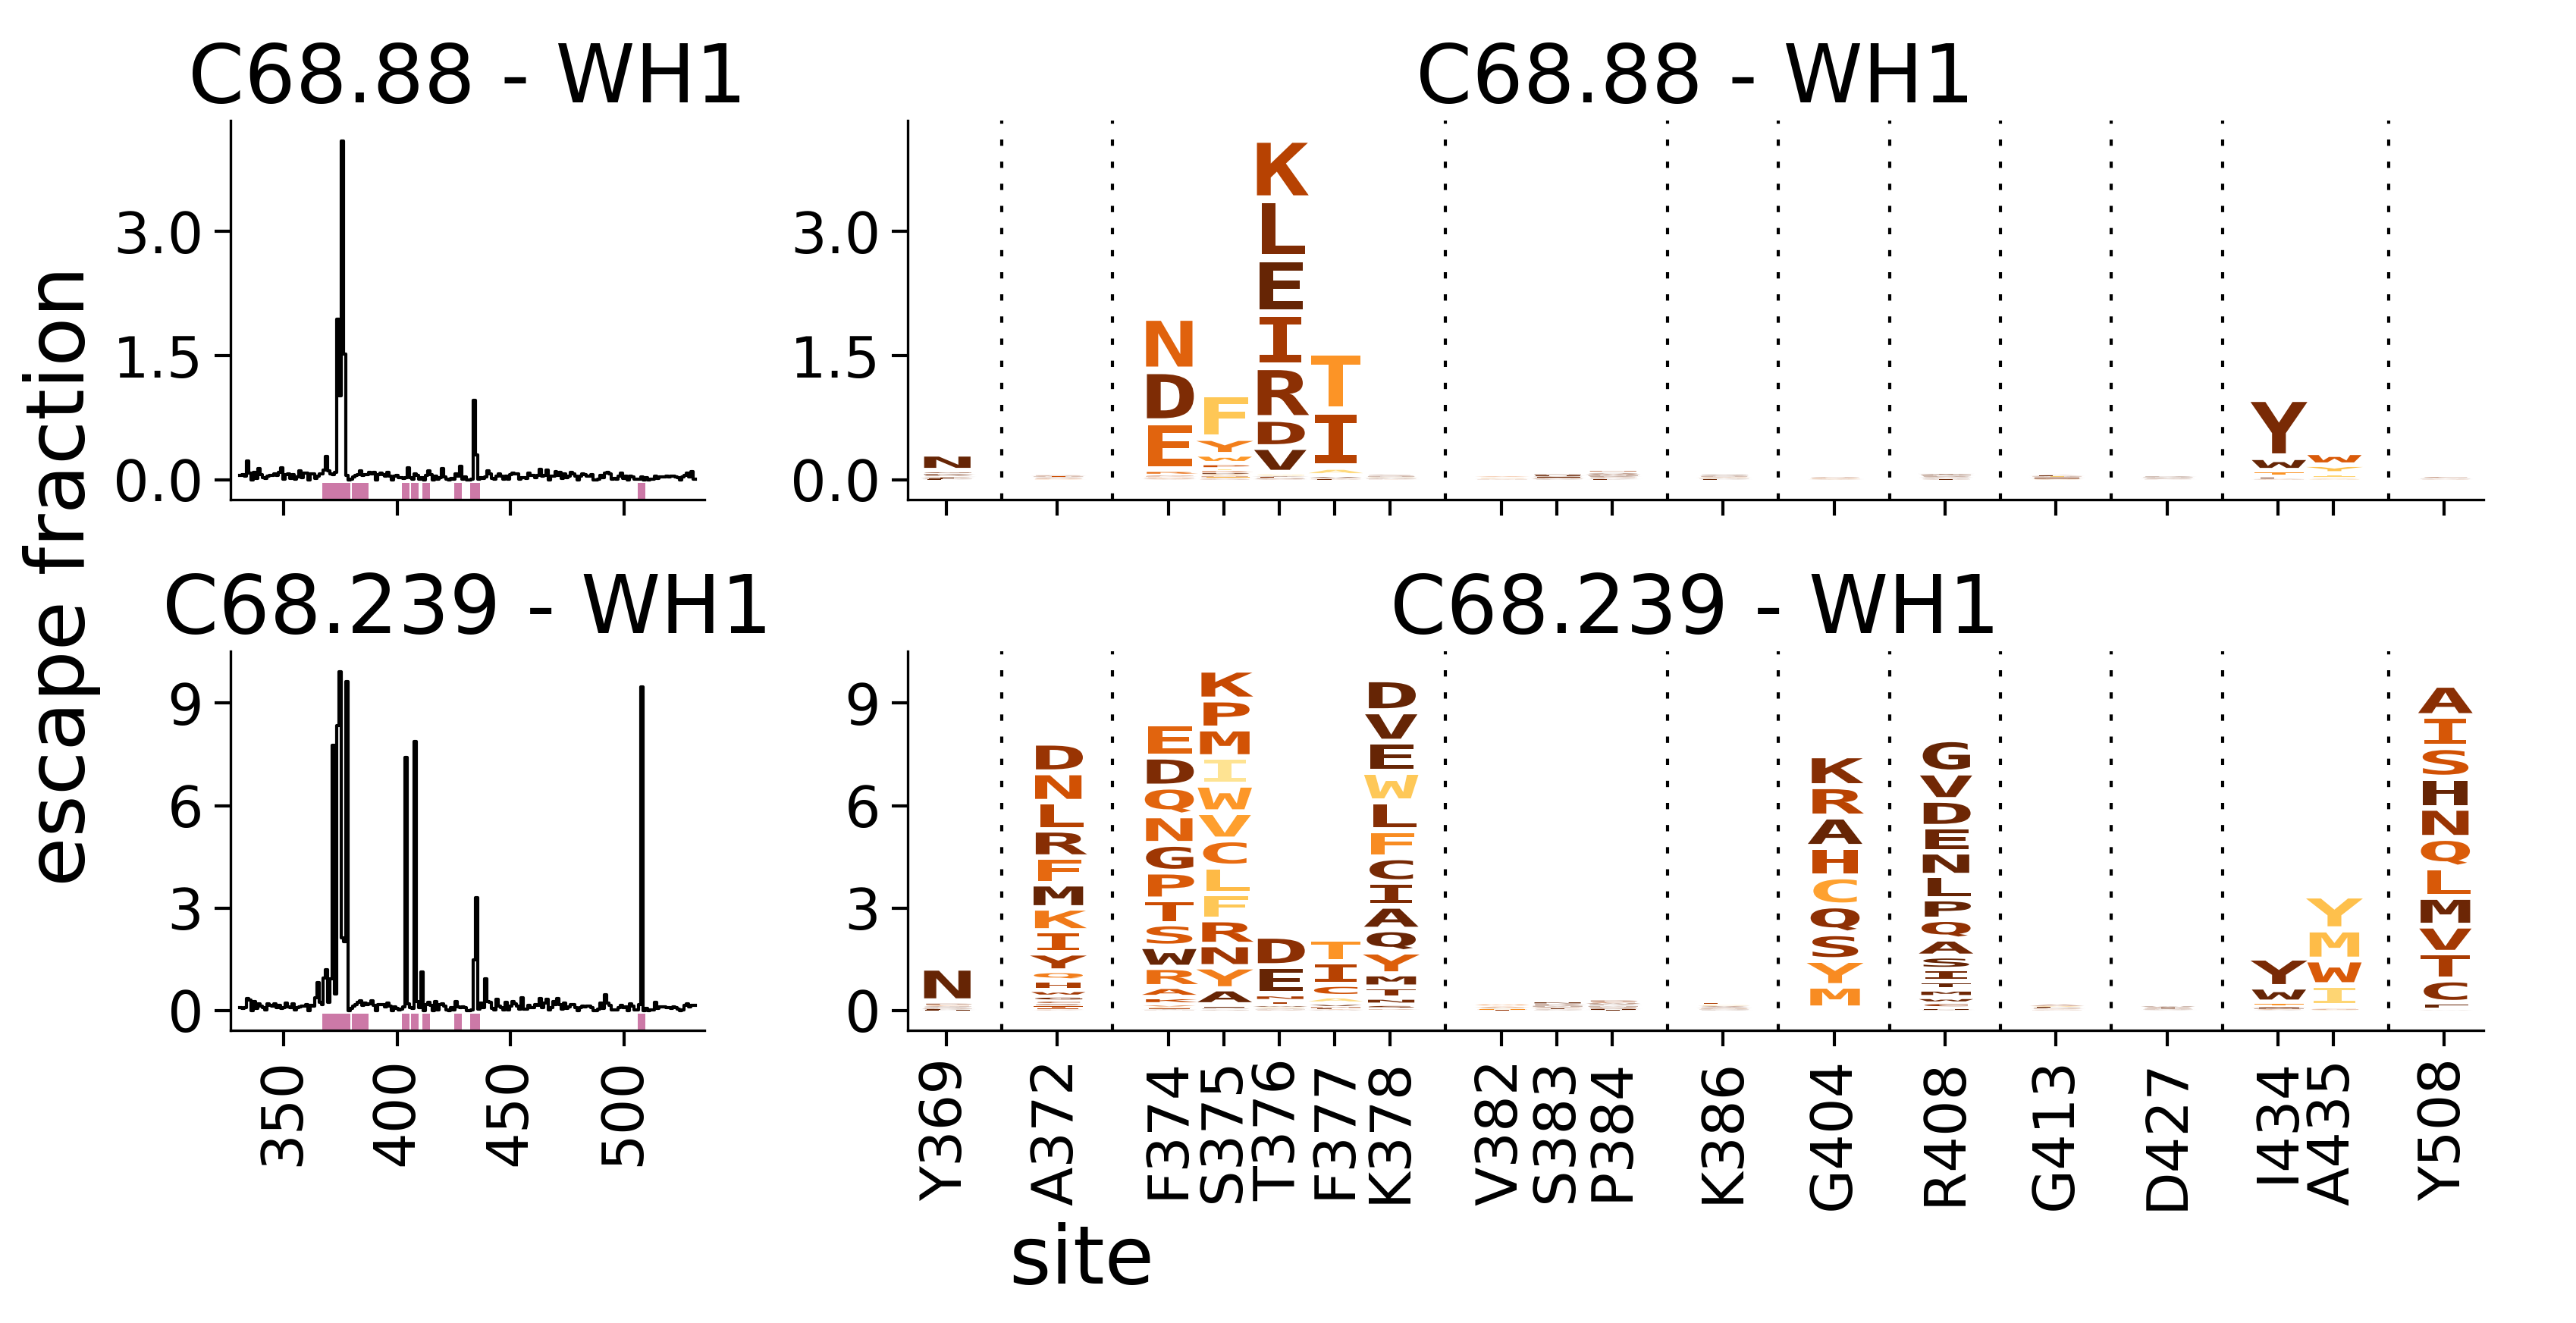 C68.88 - WH1
C68.88 - WH1
escape fraction
3.0
1.5
0.0
3.0
1.5
0.0
N
N
D
E
F
Y
W
K
L
E
I
R
D
V
T
I
Y
W
W
Y
C68.239 - WH1
C68.239 - WH1
9
6
3
0
9
6
3
0
N
D
N
L
R
F
M
K
I
Y
E
D
Q
N
G
P
T
S
W
R
A
K
P
M
I
W
V
C
L
F
R
N
Y
A
D
E
N
T
I
C
D
V
E
W
L
F
C
I
A
Q
Y
M
T
N
K
R
A
H
C
Q
S
Y
M
G
V
D
E
N
L
P
Q
A
S
I
Y
W
Y
M
W
I
A
I
S
H
N
Q
L
M
V
T
C
350
400
450
500
Y369
A372
F374
S375
T376
F377
K378
V382
S383
P384
K386
G404
R408
G413
D427
I434
A435
Y508
site